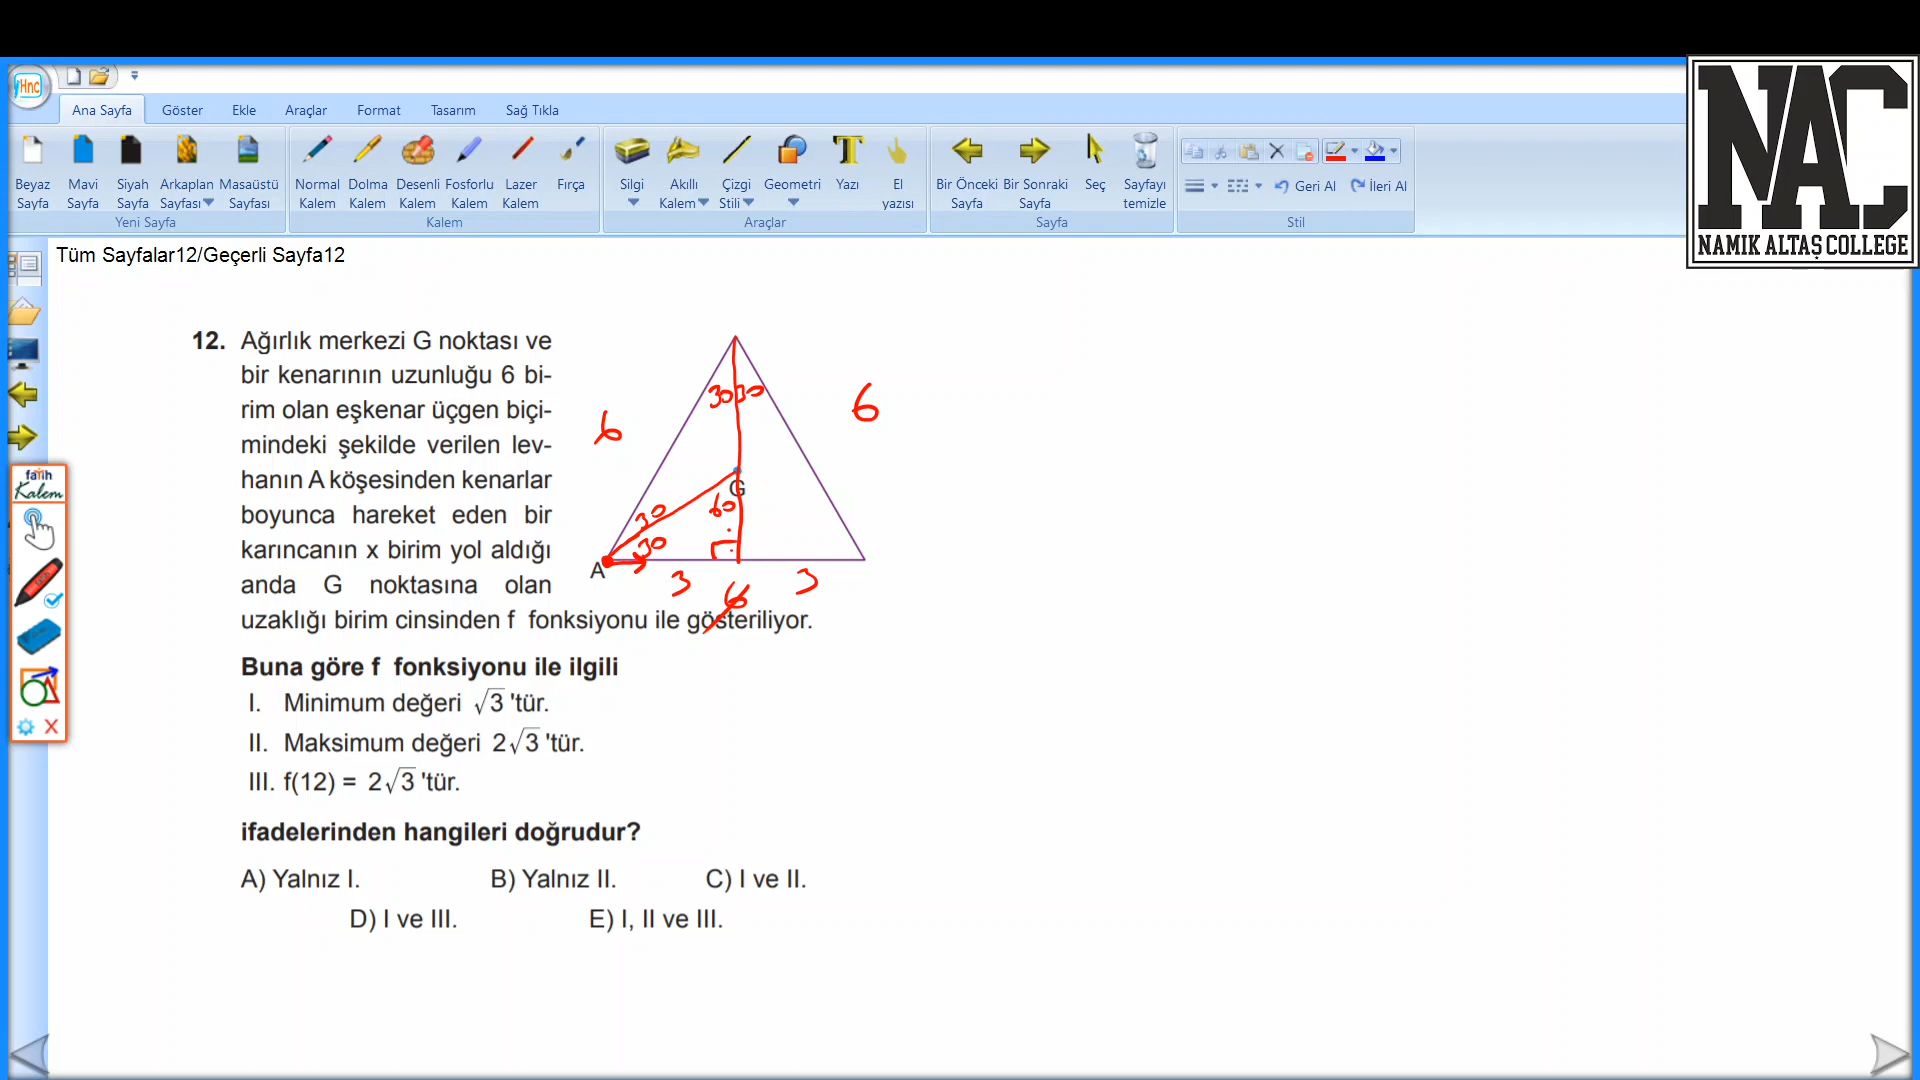 Ana Sayfa Göster Ekle Araçlar Format Tasarım Sağ Tıkla
Beyaz Sayfa Mavi Sayfa Siyah Sayfa Arkaplan Sayfası Masaüstü Sayfası
Yeni Sayfa
Normal Kalem Dolma Kalem Desenli Kalem Fosforlu Kalem Lazer Kalem Fırça
Kalem
Silgi Akıllı Kalem Çizgi Stili Geometri Yazı El yazısı
Araçlar
Bir Önceki Sayfa Bir Sonraki Sayfa Seç Sayfayı temizle
Sayfa
Geri Al İleri Al
Stil
NAC
NAMIK ALTAŞ COLLEGE
Tüm Sayfalar12/Geçerli Sayfa12
fatih
Kalem
12. Ağırlık merkezi G noktası ve
bir kenarının uzunluğu 6 bi-
rim olan eşkenar üçgen biçi-
mindeki şekilde verilen lev-
hanın A köşesinden kenarlar
boyunca hareket eden bir
karıncanın x birim yol aldığı
anda G noktasına olan
uzaklığı birim cinsinden f fonksiyonu ile gösteriliyor.
30 30
6
6
G
60
30
30
A
3 6 3
Buna göre f fonksiyonu ile ilgili
I. Minimum değeri √3 'tür.
II. Maksimum değeri 2√3 'tür.
III. f(12) = 2√3 'tür.
ifadelerinden hangileri doğrudur?
A) Yalnız I. B) Yalnız II. C) I ve II.
D) I ve III. E) I, II ve III.